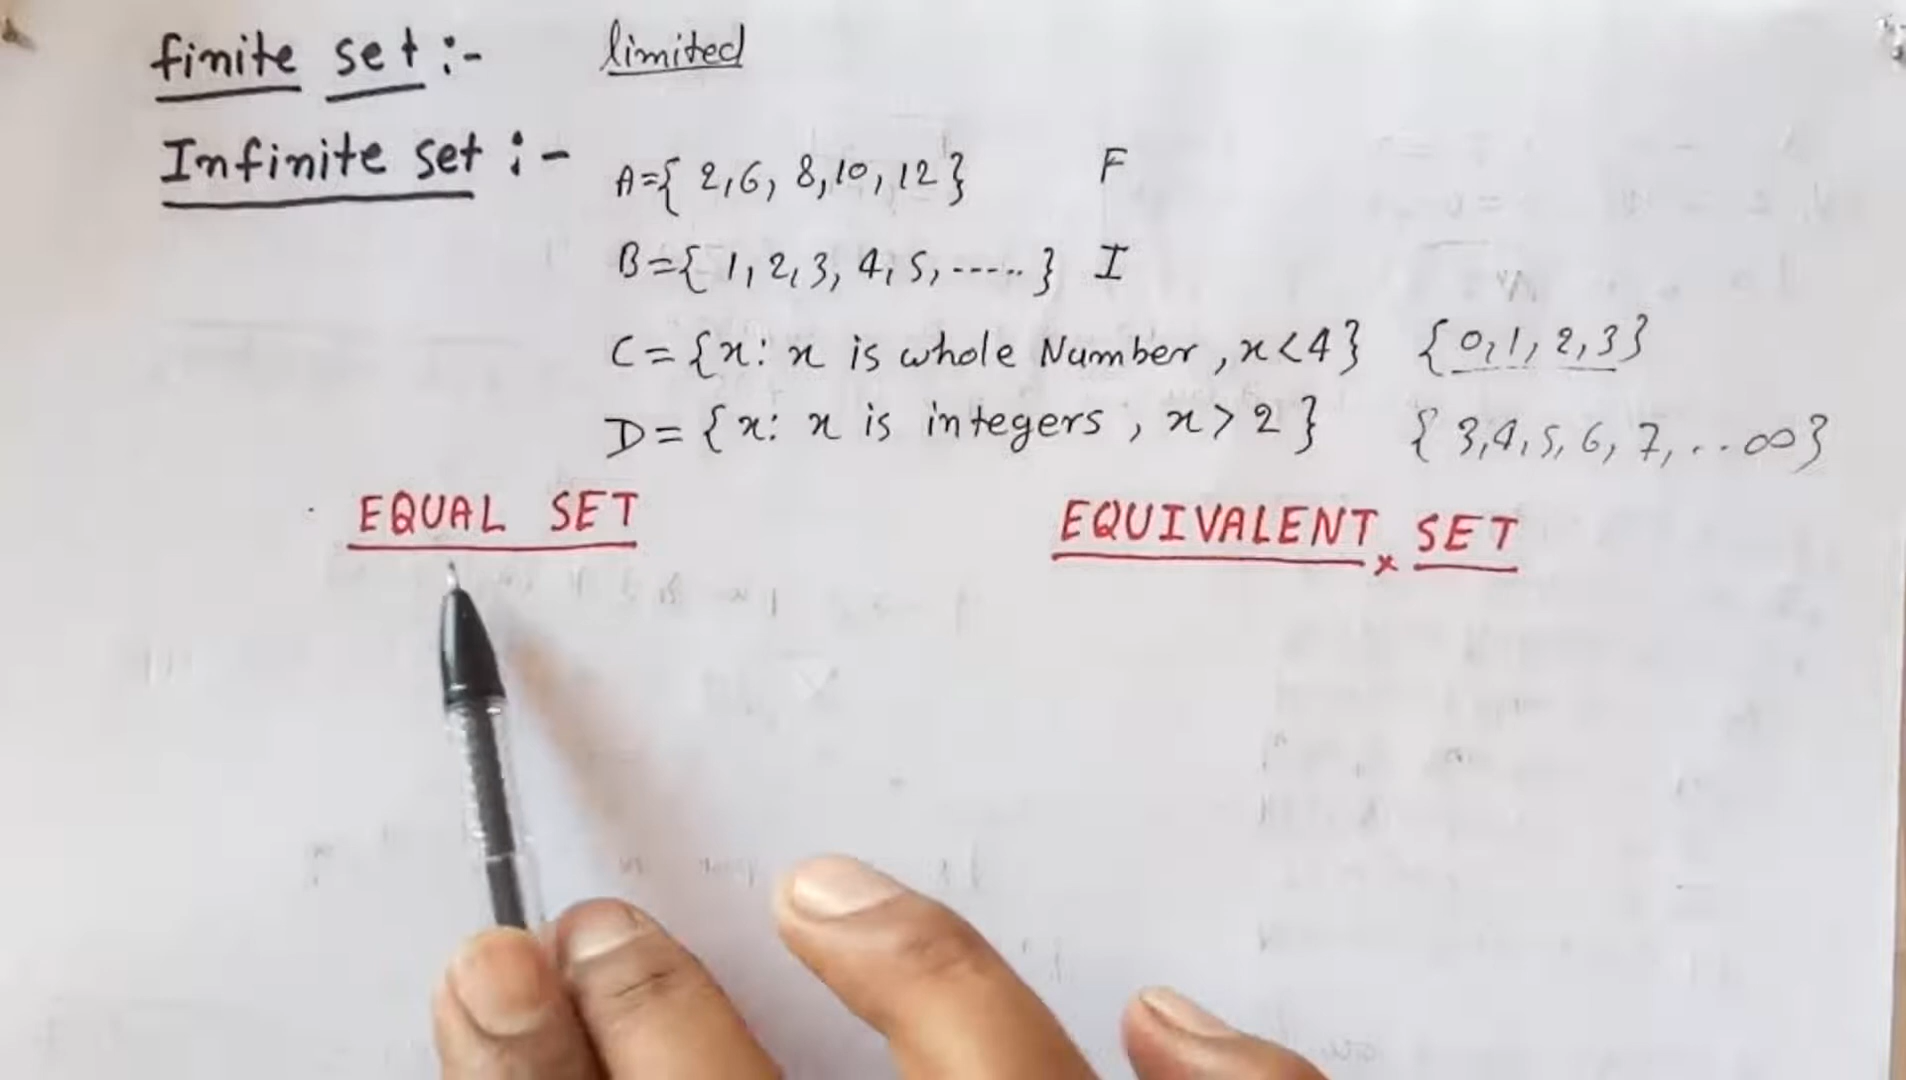 finite set :- limited
Infinite set :-
A={ 2,6, 8,10,12} F
B={ 1, 2, 3, 4, 5, ----.. } I
C= {x: x is whole Number ,x<4} {0,1, 2,3}
D= {x: x is integers , x> 2} { 3,4,5, 6, 7, .. ∞}
EQUAL SET EQUIVALENT SET